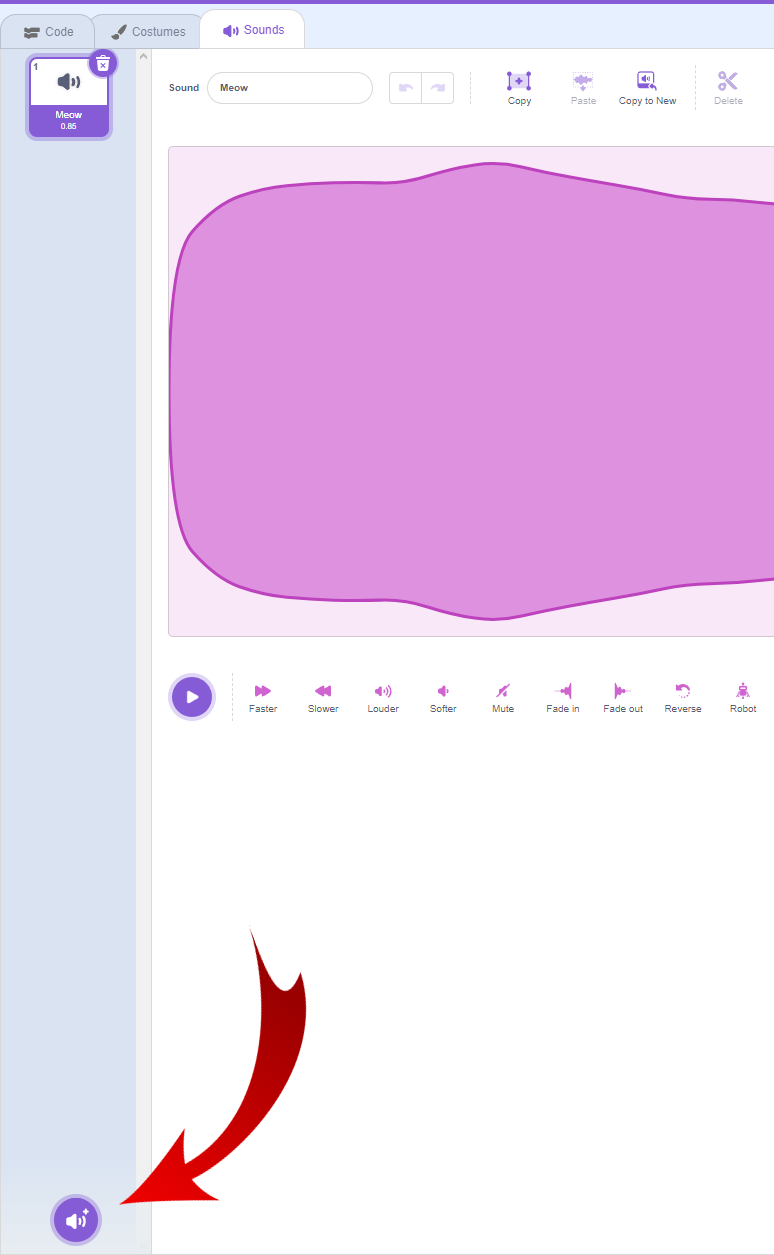 Code
Costumes
Sounds
1
Meow
0.85
Sound
Meow
Copy
Paste
Copy to New
Delete
Faster
Slower
Louder
Softer
Mute
Fade in
Fade out
Reverse
Robot